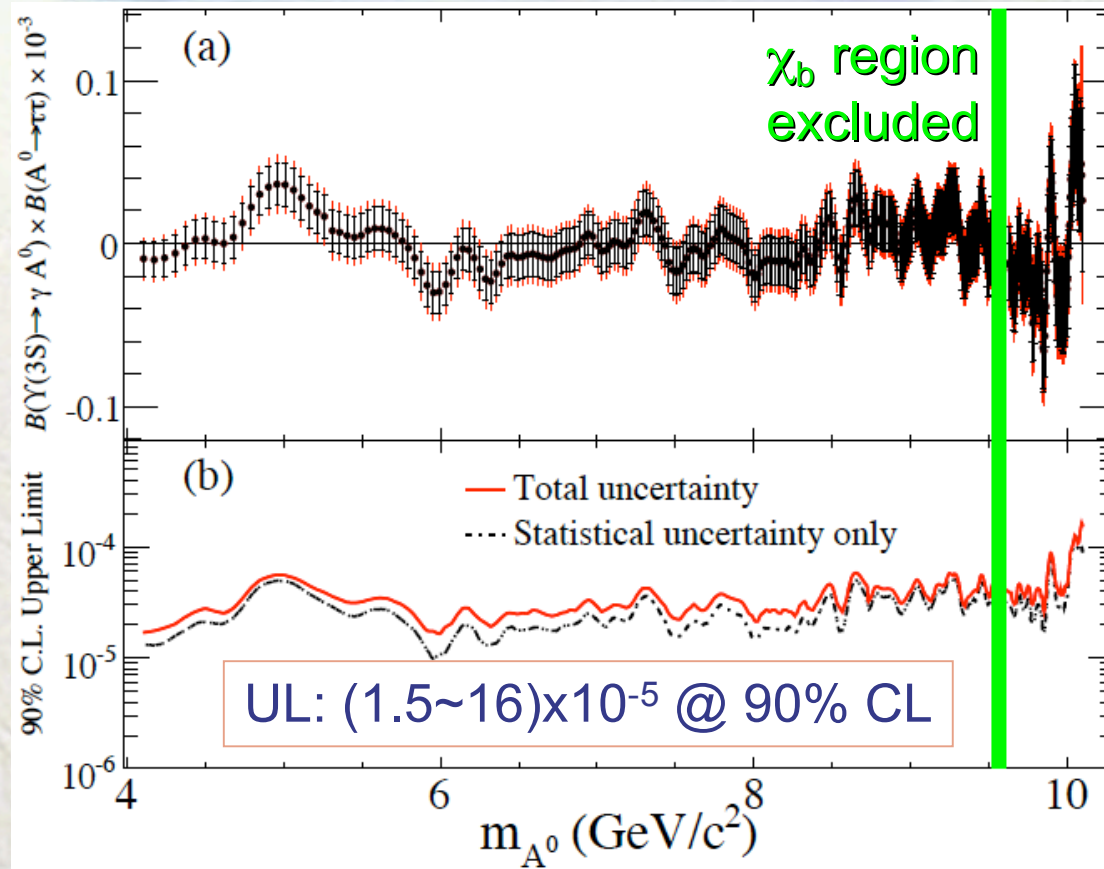 (a)
χb region
excluded
B(ϒ(3S)→ γ A⁰) × B(A⁰→ττ) × 10⁻³
0.1
0
-0.1
(b)
Total uncertainty
Statistical uncertainty only
90% C.L. Upper Limit
10⁻⁴
10⁻⁵
10⁻⁶
UL: (1.5~16)x10⁻⁵ @ 90% CL
4 6 8 10
m_A⁰ (GeV/c²)